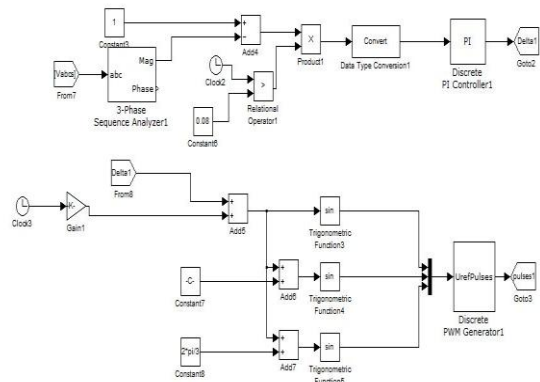 1
Constant3
+
−
Add4
[Vabcs]
From7
abc
Mag
Phase
3-Phase
Sequence Analyzer1
Clock2
0.08
Constant6
>
Relational
Operator1
X
Product1
Convert
Data Type Conversion1
PI
Discrete
PI Controller1
Delta1
Goto2
Delta1
From8
Clock3
K-
Gain1
+
+
Add5
sin
Trigonometric
Function3
-C-
Constant7
+
+
Add6
sin
Trigonometric
Function4
2*pi/3
Constant8
+
+
Add7
sin
Trigonometric
Function5
UrefPulses
Discrete
PWM Generator1
pulses1
Goto3